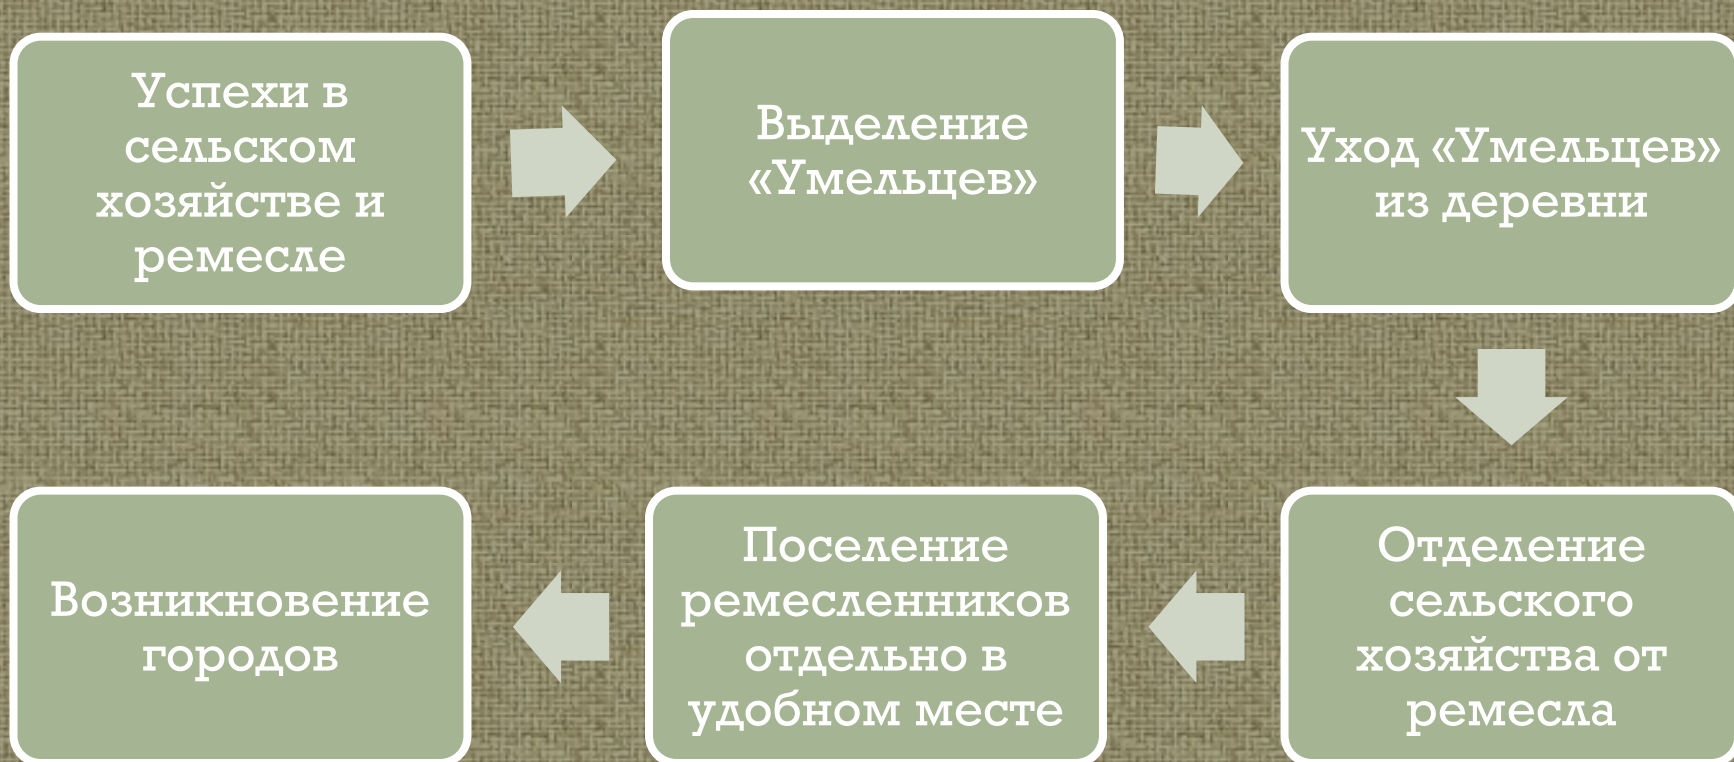 Успехи в
сельском
хозяйстве и
ремесле
Выделение
«Умельцев»
Уход «Умельцев»
из деревни
Отделение
сельского
хозяйства от
ремесла
Поселение
ремесленников
отдельно в
удобном месте
Возникновение
городов